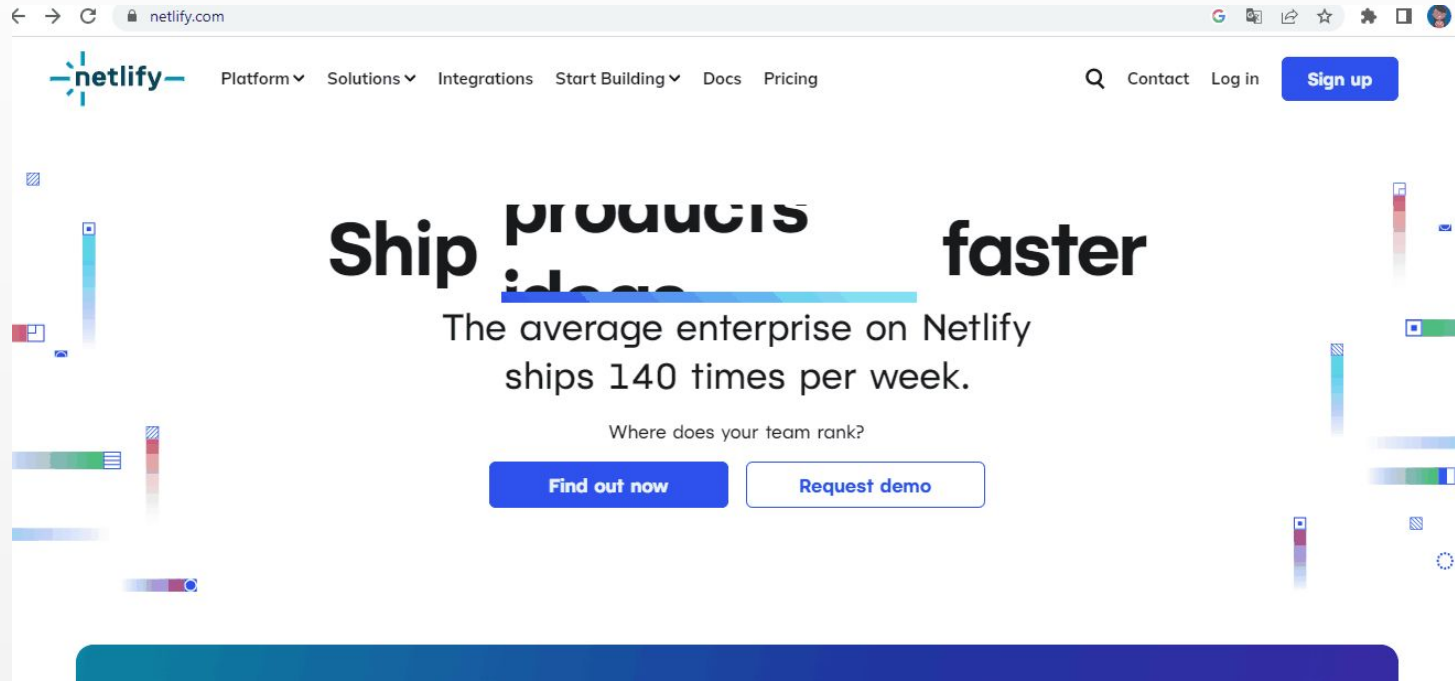 netlify.com
netlify
Platform Solutions Integrations Start Building Docs Pricing
Contact Log in Sign up
products
Ship faster
ideas
The average enterprise on Netlify
ships 140 times per week.
Where does your team rank?
Find out now Request demo